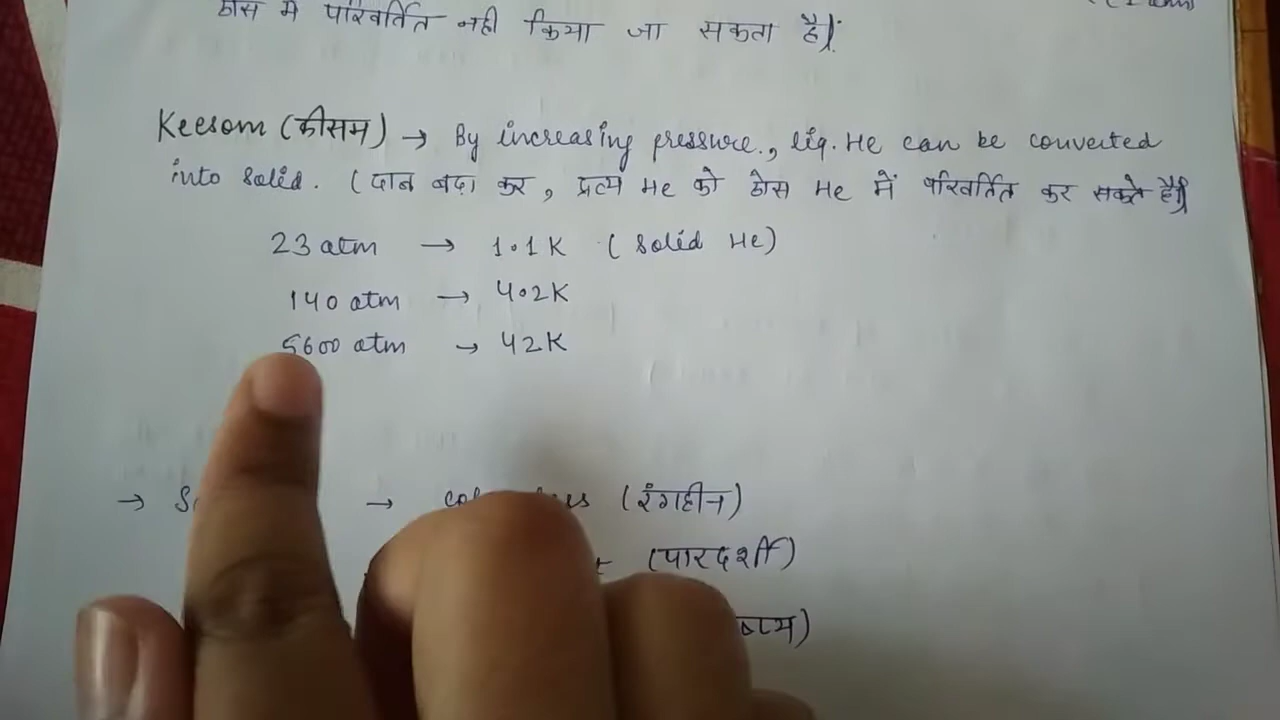 ठोस मे परिवर्तित नही किया जा सकता है।
Keesom (कीसम) → By increasing pressure., liq. He can be converted
into solid. (दाब बढा कर, द्रव्य He को ठोस He में परिवर्तित कर सकते है।)
23 atm → 1.1K (solid He)
140 atm → 4.2K
5600 atm → 42K
→ → (रंगहीन)
(पारदर्शी)